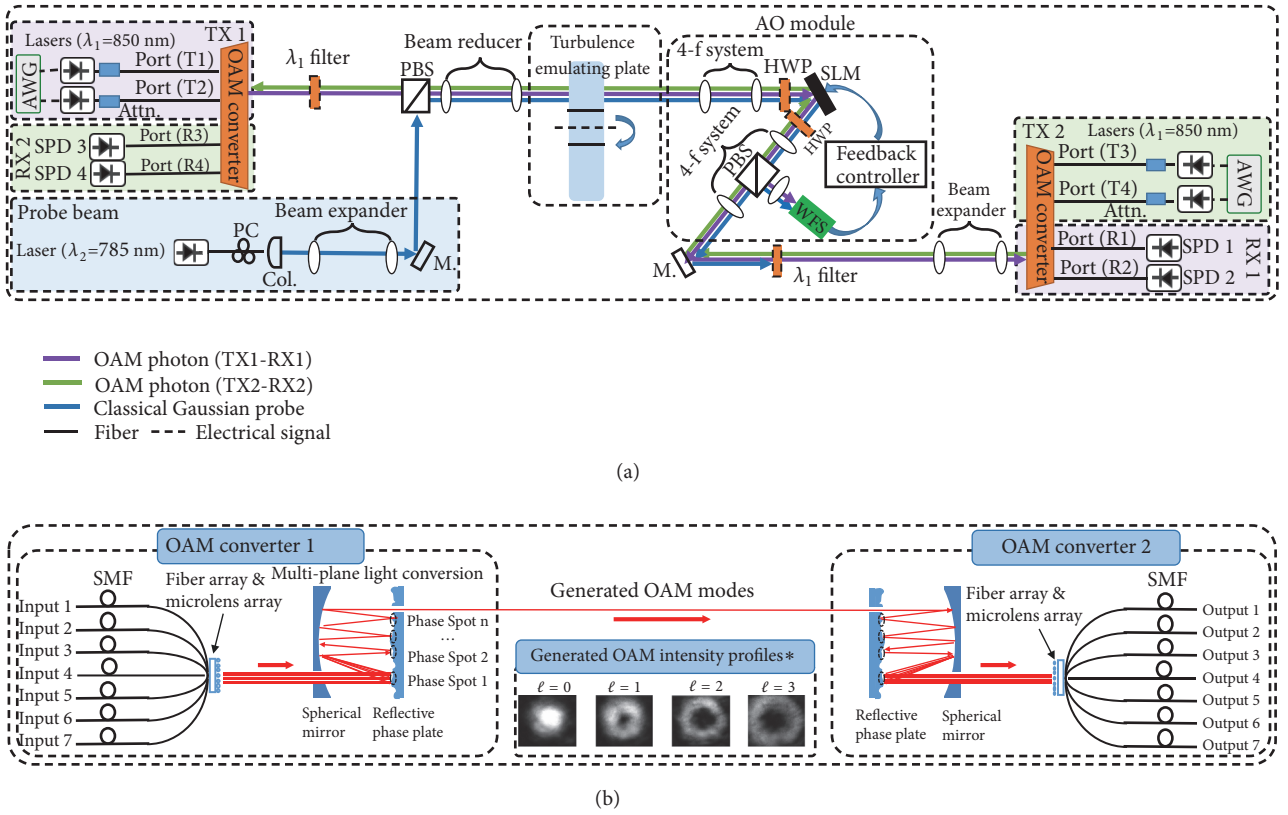 TX 1
Lasers (λ1=850 nm)
AWG
Port (T1)
Port (T2)
Attn.
OAM converter
RX 2
SPD 3
SPD 4
Port (R3)
Port (R4)
λ1 filter
PBS
Beam reducer
Turbulence
emulating plate
AO module
4-f system
HWP
SLM
HWP
4-f system
PBS
WFS
Feedback
controller
M.
λ1 filter
Beam
expander
TX 2
Lasers (λ1=850 nm)
OAM converter
Port (T3)
Port (T4)
Attn.
AWG
Port (R1)
Port (R2)
SPD 1
SPD 2
RX 1
Probe beam
Beam expander
Laser (λ2=785 nm)
PC
Col.
M.
OAM photon (TX1-RX1)
OAM photon (TX2-RX2)
Classical Gaussian probe
Fiber
Electrical signal
(a)
OAM converter 1
SMF
Fiber array &
microlens array
Multi-plane light conversion
Input 1
Input 2
Input 3
Input 4
Input 5
Input 6
Input 7
Phase Spot n
...
Phase Spot 2
Phase Spot 1
Spherical
mirror
Reflective
phase plate
Generated OAM modes
Generated OAM intensity profiles*
ℓ = 0
ℓ = 1
ℓ = 2
ℓ = 3
OAM converter 2
Fiber array &
microlens array
SMF
Output 1
Output 2
Output 3
Output 4
Output 5
Output 6
Output 7
Reflective
phase plate
Spherical
mirror
(b)